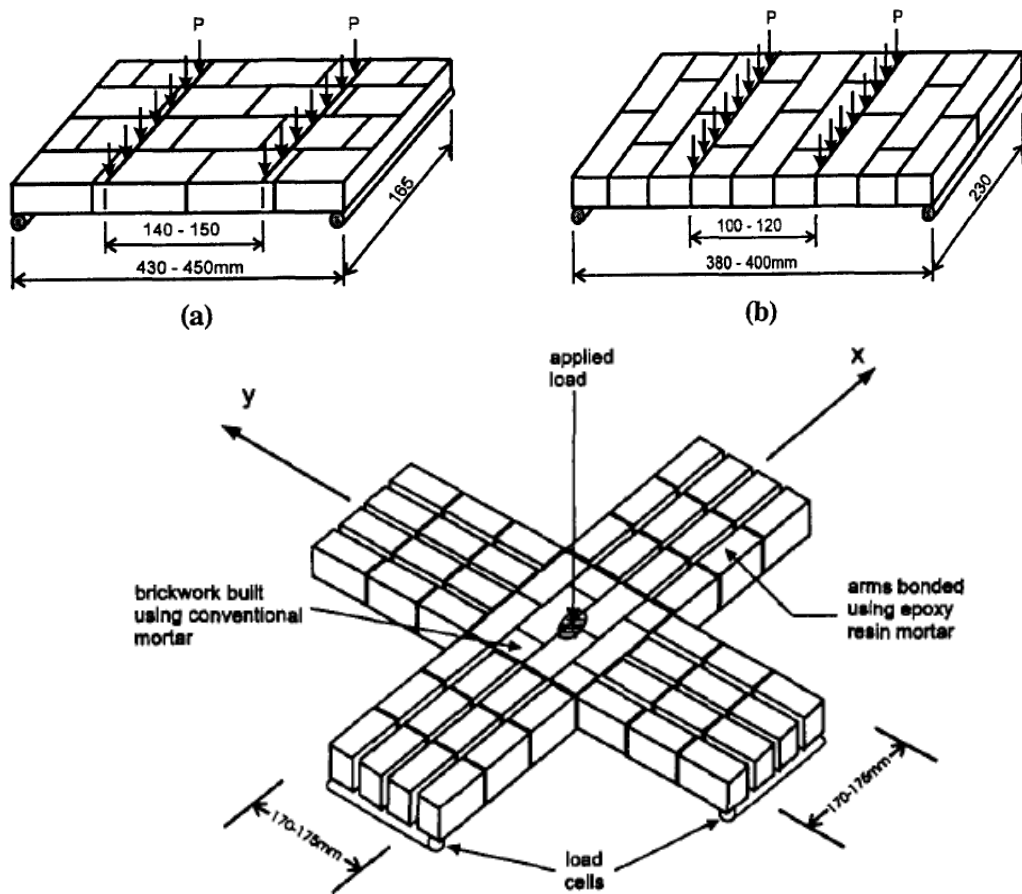 P
P
140 - 150
430 - 450mm
165
(a)
P
P
100 - 120
380 - 400mm
230
(b)
applied
load
x
y
brickwork built
using conventional
mortar
arms bonded
using epoxy
resin mortar
170-175mm
170-175mm
load
cells